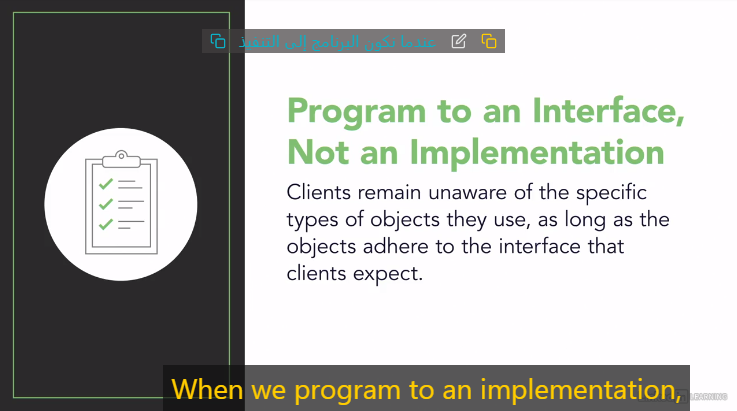 عندما نكون البرنامج إلى التنفيذ
Program to an Interface,
Not an Implementation
Clients remain unaware of the specific
types of objects they use, as long as the
objects adhere to the interface that
clients expect.
When we program to an implementation,
LEARNING